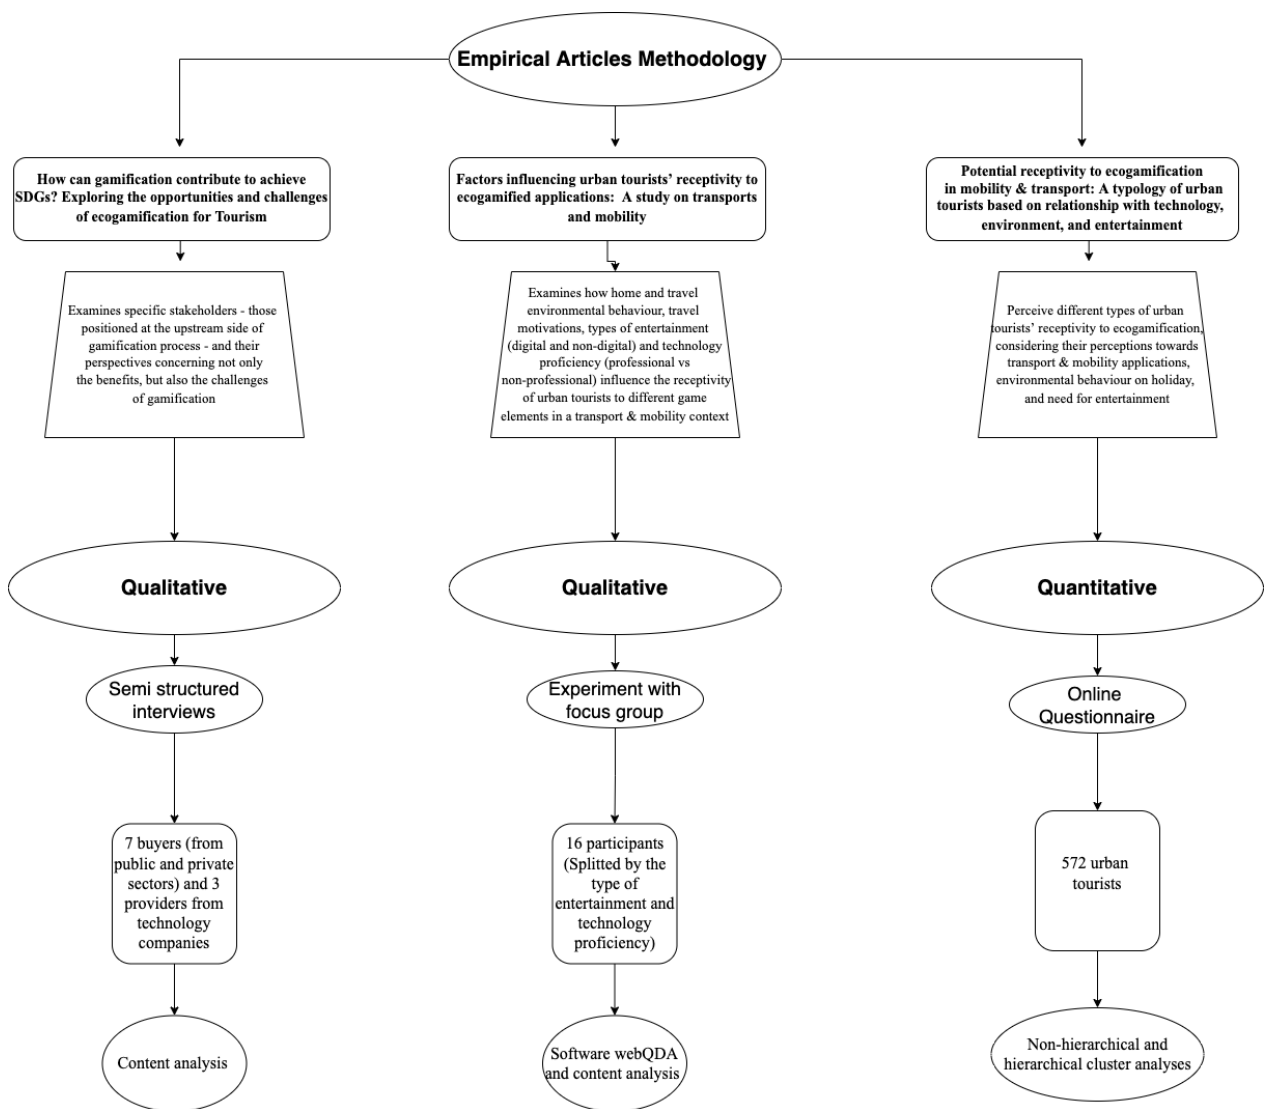 Empirical Articles Methodology
How can gamification contribute to achieve
SDGs? Exploring the opportunities and challenges
of ecogamification for Tourism
Factors influencing urban tourists' receptivity to
ecogamified applications:  A study on transports
and mobility
Potential receptivity to ecogamification
in mobility & transport: A typology of urban
tourists based on relationship with technology,
environment, and entertainment
Examines specific stakeholders - those
positioned at the upstream side of
gamification process - and their
perspectives concerning not only
the benefits, but also the challenges
of gamification
Examines how home and travel
environmental behaviour, travel
motivations, types of entertainment
(digital and non-digital) and technology
proficiency (professional vs
non-professional) influence the receptivity
of urban tourists to different game
elements in a transport & mobility context
Perceive different types of urban
tourists' receptivity to ecogamification,
considering their perceptions towards
transport & mobility applications,
environmental behaviour on holiday,
and need for entertainment
Qualitative
Qualitative
Quantitative
Semi structured
interviews
Experiment with
focus group
Online
Questionnaire
7 buyers (from
public and private
sectors) and 3
providers from
technology
companies
16 participants
(Splitted by the
type of
entertainment and
technology
proficiency)
572 urban
tourists
Content analysis
Software webQDA
and content analysis
Non-hierarchical and
hierarchical cluster analyses